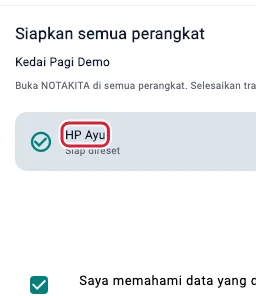 Siapkan semua perangkat
Kedai Pagi Demo
Buka NOTAKITA di semua perangkat. Selesaikan tra
HP Ayu
Siap direset
Saya memahami data yang d